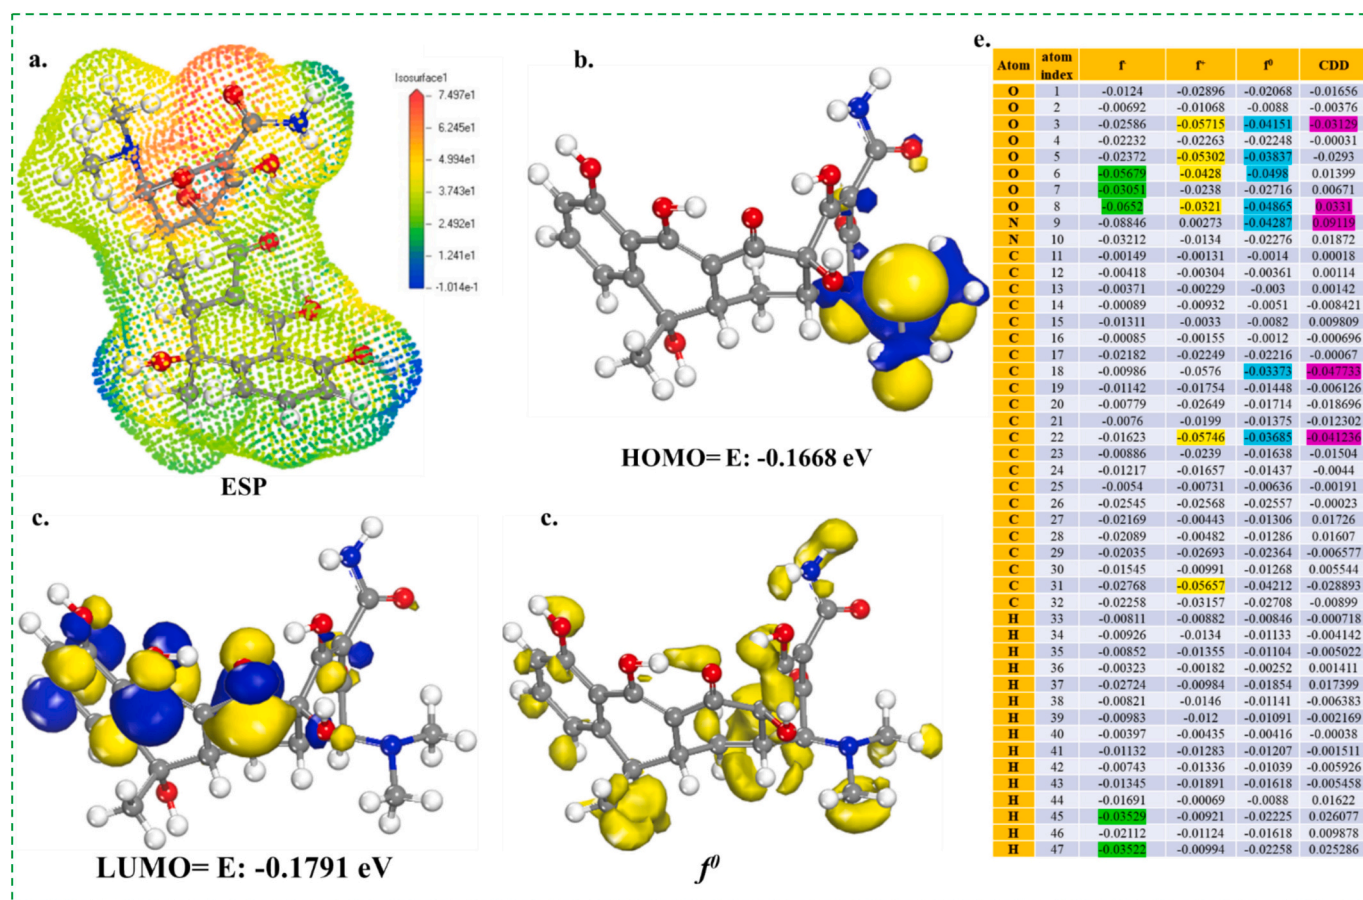 a.
Isosurface1
7.497e1
6.245e1
4.994e1
3.743e1
2.492e1
1.241e1
-1.014e-1
ESP
b.
HOMO= E: -0.1668 eV
c.
LUMO= E: -0.1791 eV
c.
f⁰
e.
Atom atom index f⁻ f⁺ f⁰ CDD
O 1 -0.0124 -0.02896 -0.02068 -0.01656
O 2 -0.00692 -0.01068 -0.0088 -0.00376
O 3 -0.02586 -0.05715 -0.04151 -0.03129
O 4 -0.02232 -0.02263 -0.02248 -0.00031
O 5 -0.02372 -0.05302 -0.03837 -0.0293
O 6 -0.05679 -0.0428 -0.0498 0.01399
O 7 -0.03051 -0.0238 -0.02716 0.00671
O 8 -0.0652 -0.0321 -0.04865 0.0331
N 9 -0.08846 0.00273 -0.04287 0.09119
N 10 -0.03212 -0.0134 -0.02276 0.01872
C 11 -0.00149 -0.00131 -0.0014 0.00018
C 12 -0.00418 -0.00304 -0.00361 0.00114
C 13 -0.00371 -0.00229 -0.003 0.00142
C 14 -0.00089 -0.00932 -0.0051 -0.008421
C 15 -0.01311 -0.0033 -0.0082 0.009809
C 16 -0.00085 -0.00155 -0.0012 -0.000696
C 17 -0.02182 -0.02249 -0.02216 -0.00067
C 18 -0.00986 -0.0576 -0.03373 -0.047733
C 19 -0.01142 -0.01754 -0.01448 -0.006126
C 20 -0.00779 -0.02649 -0.01714 -0.018696
C 21 -0.0076 -0.0199 -0.01375 -0.012302
C 22 -0.01623 -0.05746 -0.03685 -0.041236
C 23 -0.00886 -0.0239 -0.01638 -0.01504
C 24 -0.01217 -0.01657 -0.01437 -0.0044
C 25 -0.0054 -0.00731 -0.00636 -0.00191
C 26 -0.02545 -0.02568 -0.02557 -0.00023
C 27 -0.02169 -0.00443 -0.01306 0.01726
C 28 -0.02089 -0.00482 -0.01286 0.01607
C 29 -0.02035 -0.02693 -0.02364 -0.006577
C 30 -0.01545 -0.00991 -0.01268 0.005544
C 31 -0.02768 -0.05657 -0.04212 -0.028893
C 32 -0.02258 -0.03157 -0.02708 -0.00899
H 33 -0.00811 -0.00882 -0.00846 -0.000718
H 34 -0.00926 -0.0134 -0.01133 -0.004142
H 35 -0.00852 -0.01355 -0.01104 -0.005022
H 36 -0.00323 -0.00182 -0.00252 0.001411
H 37 -0.02724 -0.00984 -0.01854 0.017399
H 38 -0.00821 -0.0146 -0.01141 -0.006383
H 39 -0.00983 -0.012 -0.01091 -0.002169
H 40 -0.00397 -0.00435 -0.00416 -0.00038
H 41 -0.01132 -0.01283 -0.01207 -0.001511
H 42 -0.00743 -0.01336 -0.01039 -0.005926
H 43 -0.01345 -0.01891 -0.01618 -0.005458
H 44 -0.01691 -0.00069 -0.0088 0.01622
H 45 -0.03529 -0.00921 -0.02225 0.026077
H 46 -0.02112 -0.01124 -0.01618 0.009878
H 47 -0.03522 -0.00994 -0.02258 0.025286